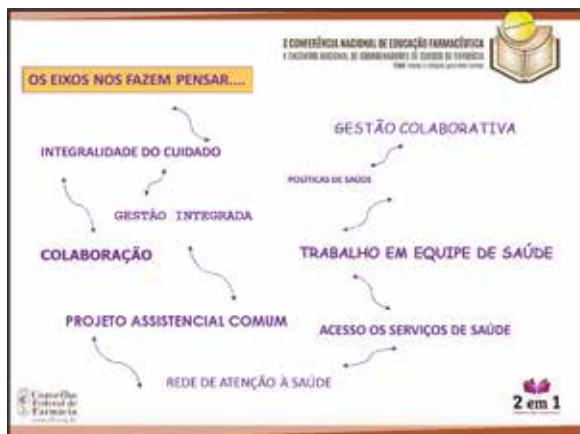 I CONFERÊNCIA NACIONAL DE EDUCAÇÃO FARMACÊUTICA
OS EIXOS NOS FAZEM PENSAR....
GESTÃO COLABORATIVA
INTEGRALIDADE DO CUIDADO
POLÍTICAS DE SAÚDE
GESTÃO INTEGRADA
COLABORAÇÃO
TRABALHO EM EQUIPE DE SAÚDE
PROJETO ASSISTENCIAL COMUM
ACESSO OS SERVIÇOS DE SAÚDE
REDE DE ATENÇÃO À SAÚDE
Conselho
Federal de
Farmácia
2 em 1